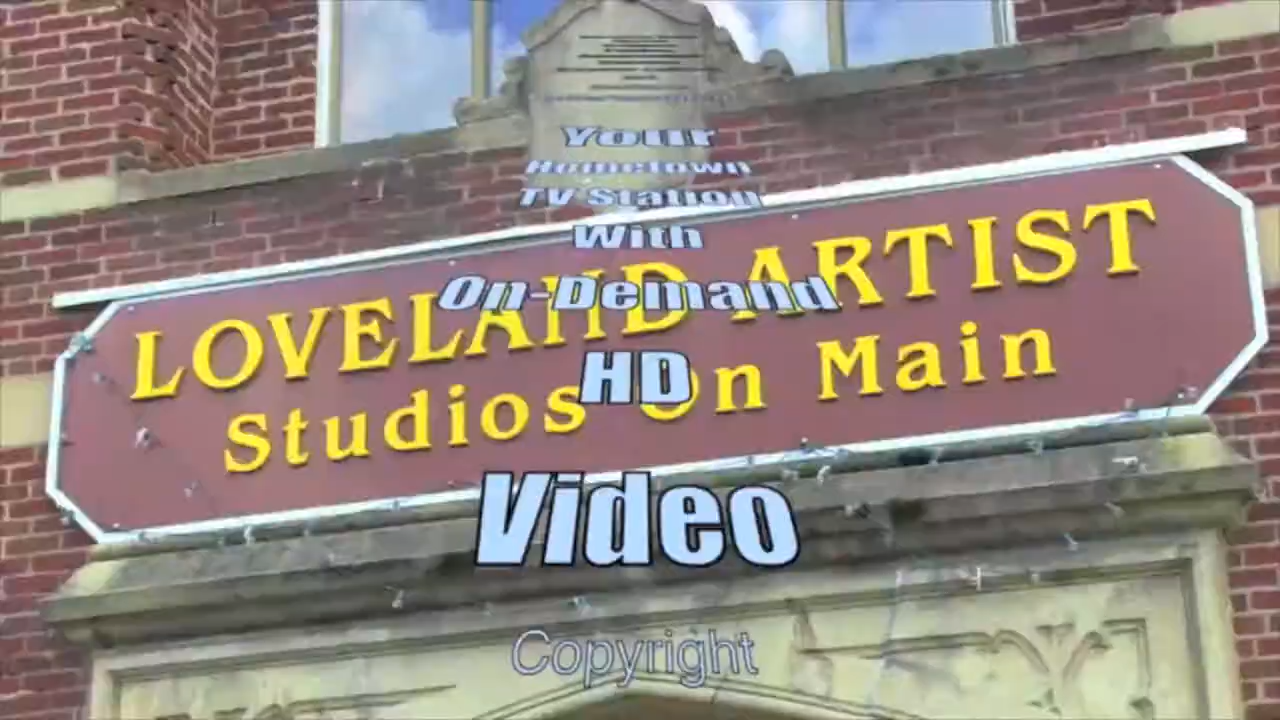 Your
Hometown
TV Station
With
On-Demand
HD
Video
LOVELAND ARTIST
Studios On Main
Copyright